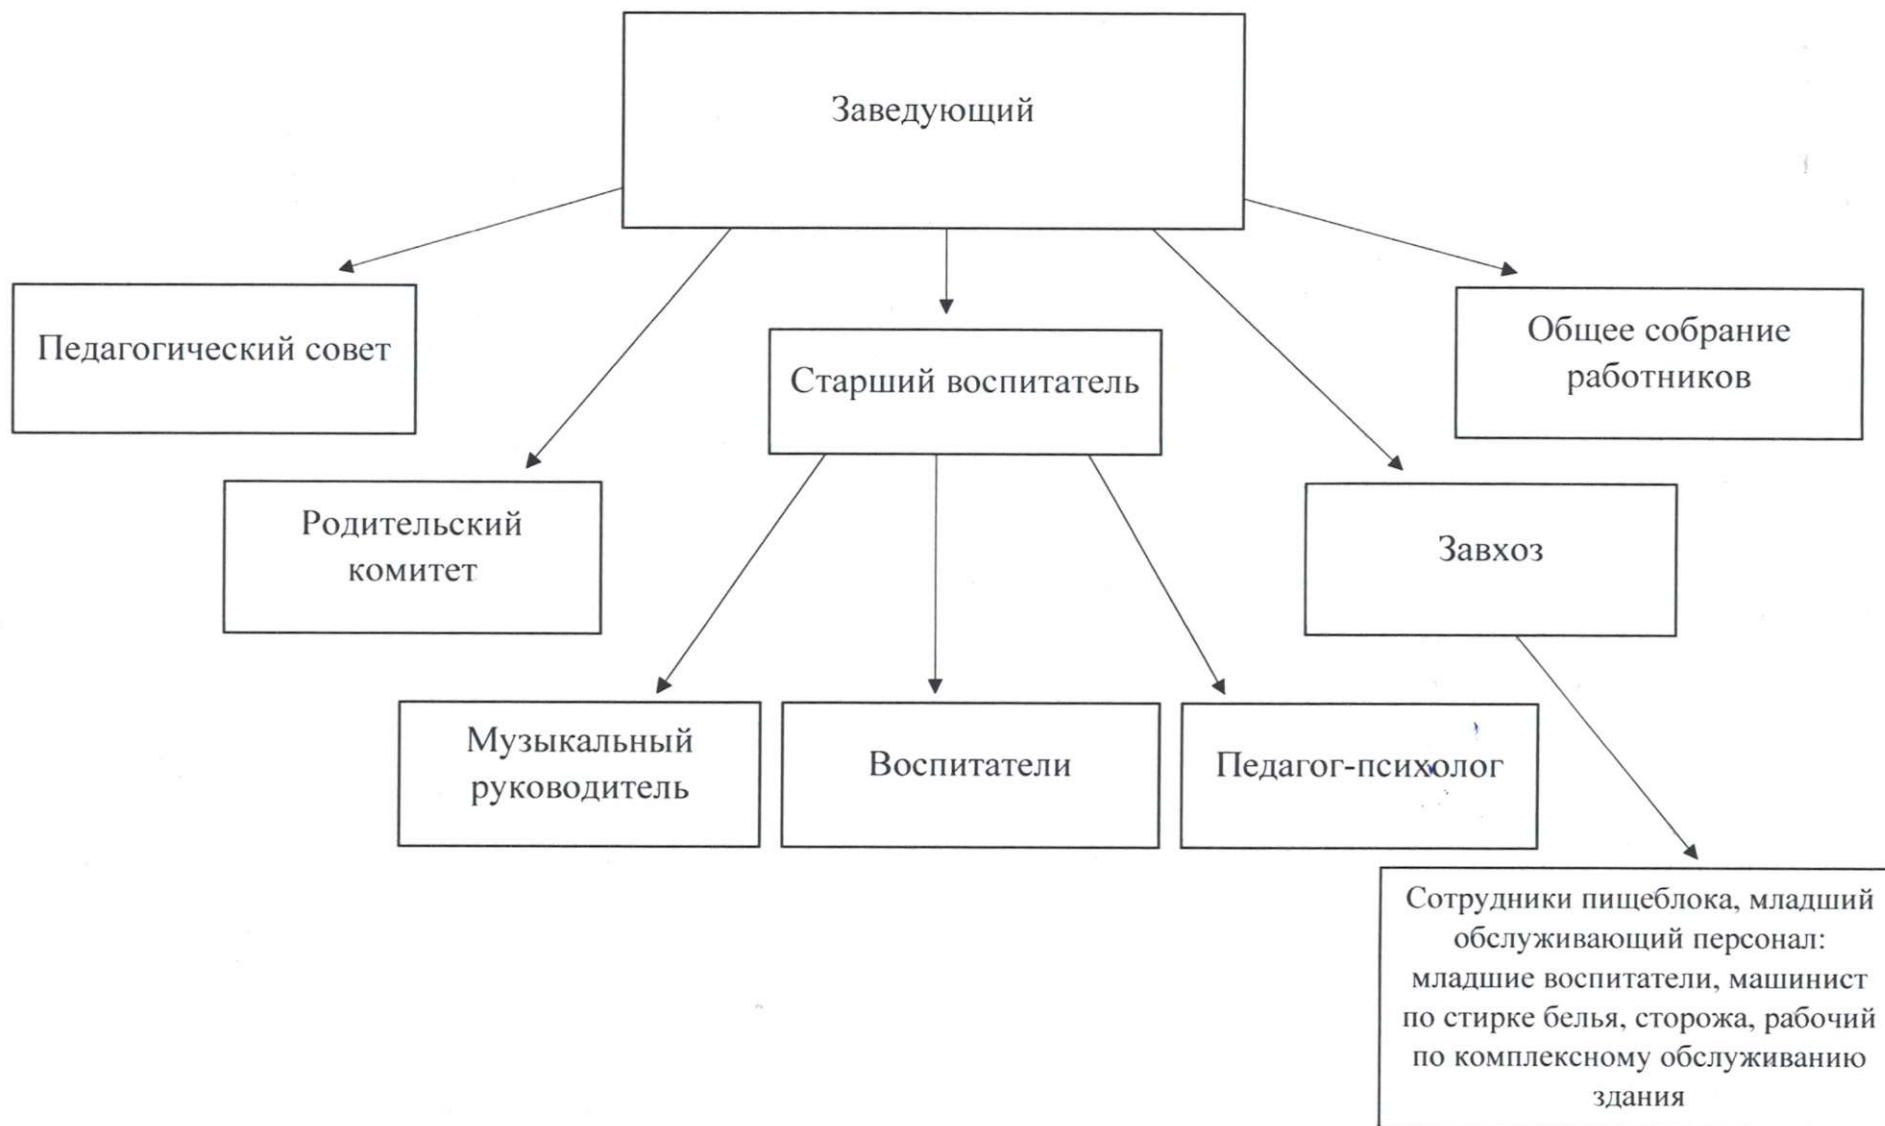 Заведующий
Педагогический совет
Общее собрание
работников
Старший воспитатель
Родительский
комитет
Завхоз
Музыкальный
руководитель
Воспитатели
Педагог-психолог
Сотрудники пищеблока, младший
обслуживающий персонал:
младшие воспитатели, машинист
по стирке белья, сторожа, рабочий
по комплексному обслуживанию
здания